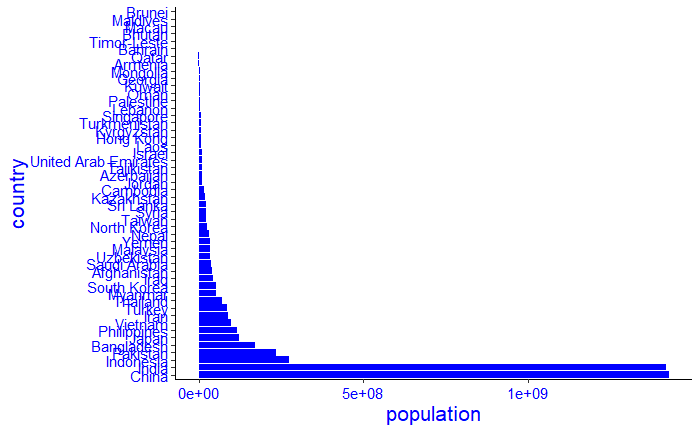 Brunei
Maldives
Macau
Bhutan
Timor-Leste
Bahrain
Qatar
Armenia
Mongolia
Georgia
Kuwait
Oman
Palestine
Lebanon
Singapore
Turkmenistan
Kyrgyzstan
Hong Kong
Laos
Israel
United Arab Emirates
Tajikistan
Azerbaijan
Jordan
Cambodia
Kazakhstan
Sri Lanka
Syria
Taiwan
North Korea
Nepal
Yemen
Malaysia
Uzbekistan
Saudi Arabia
Afghanistan
Iraq
South Korea
Myanmar
Thailand
Turkey
Iran
Vietnam
Philippines
Japan
Bangladesh
Pakistan
Indonesia
India
China
country
0e+00 5e+08 1e+09
population